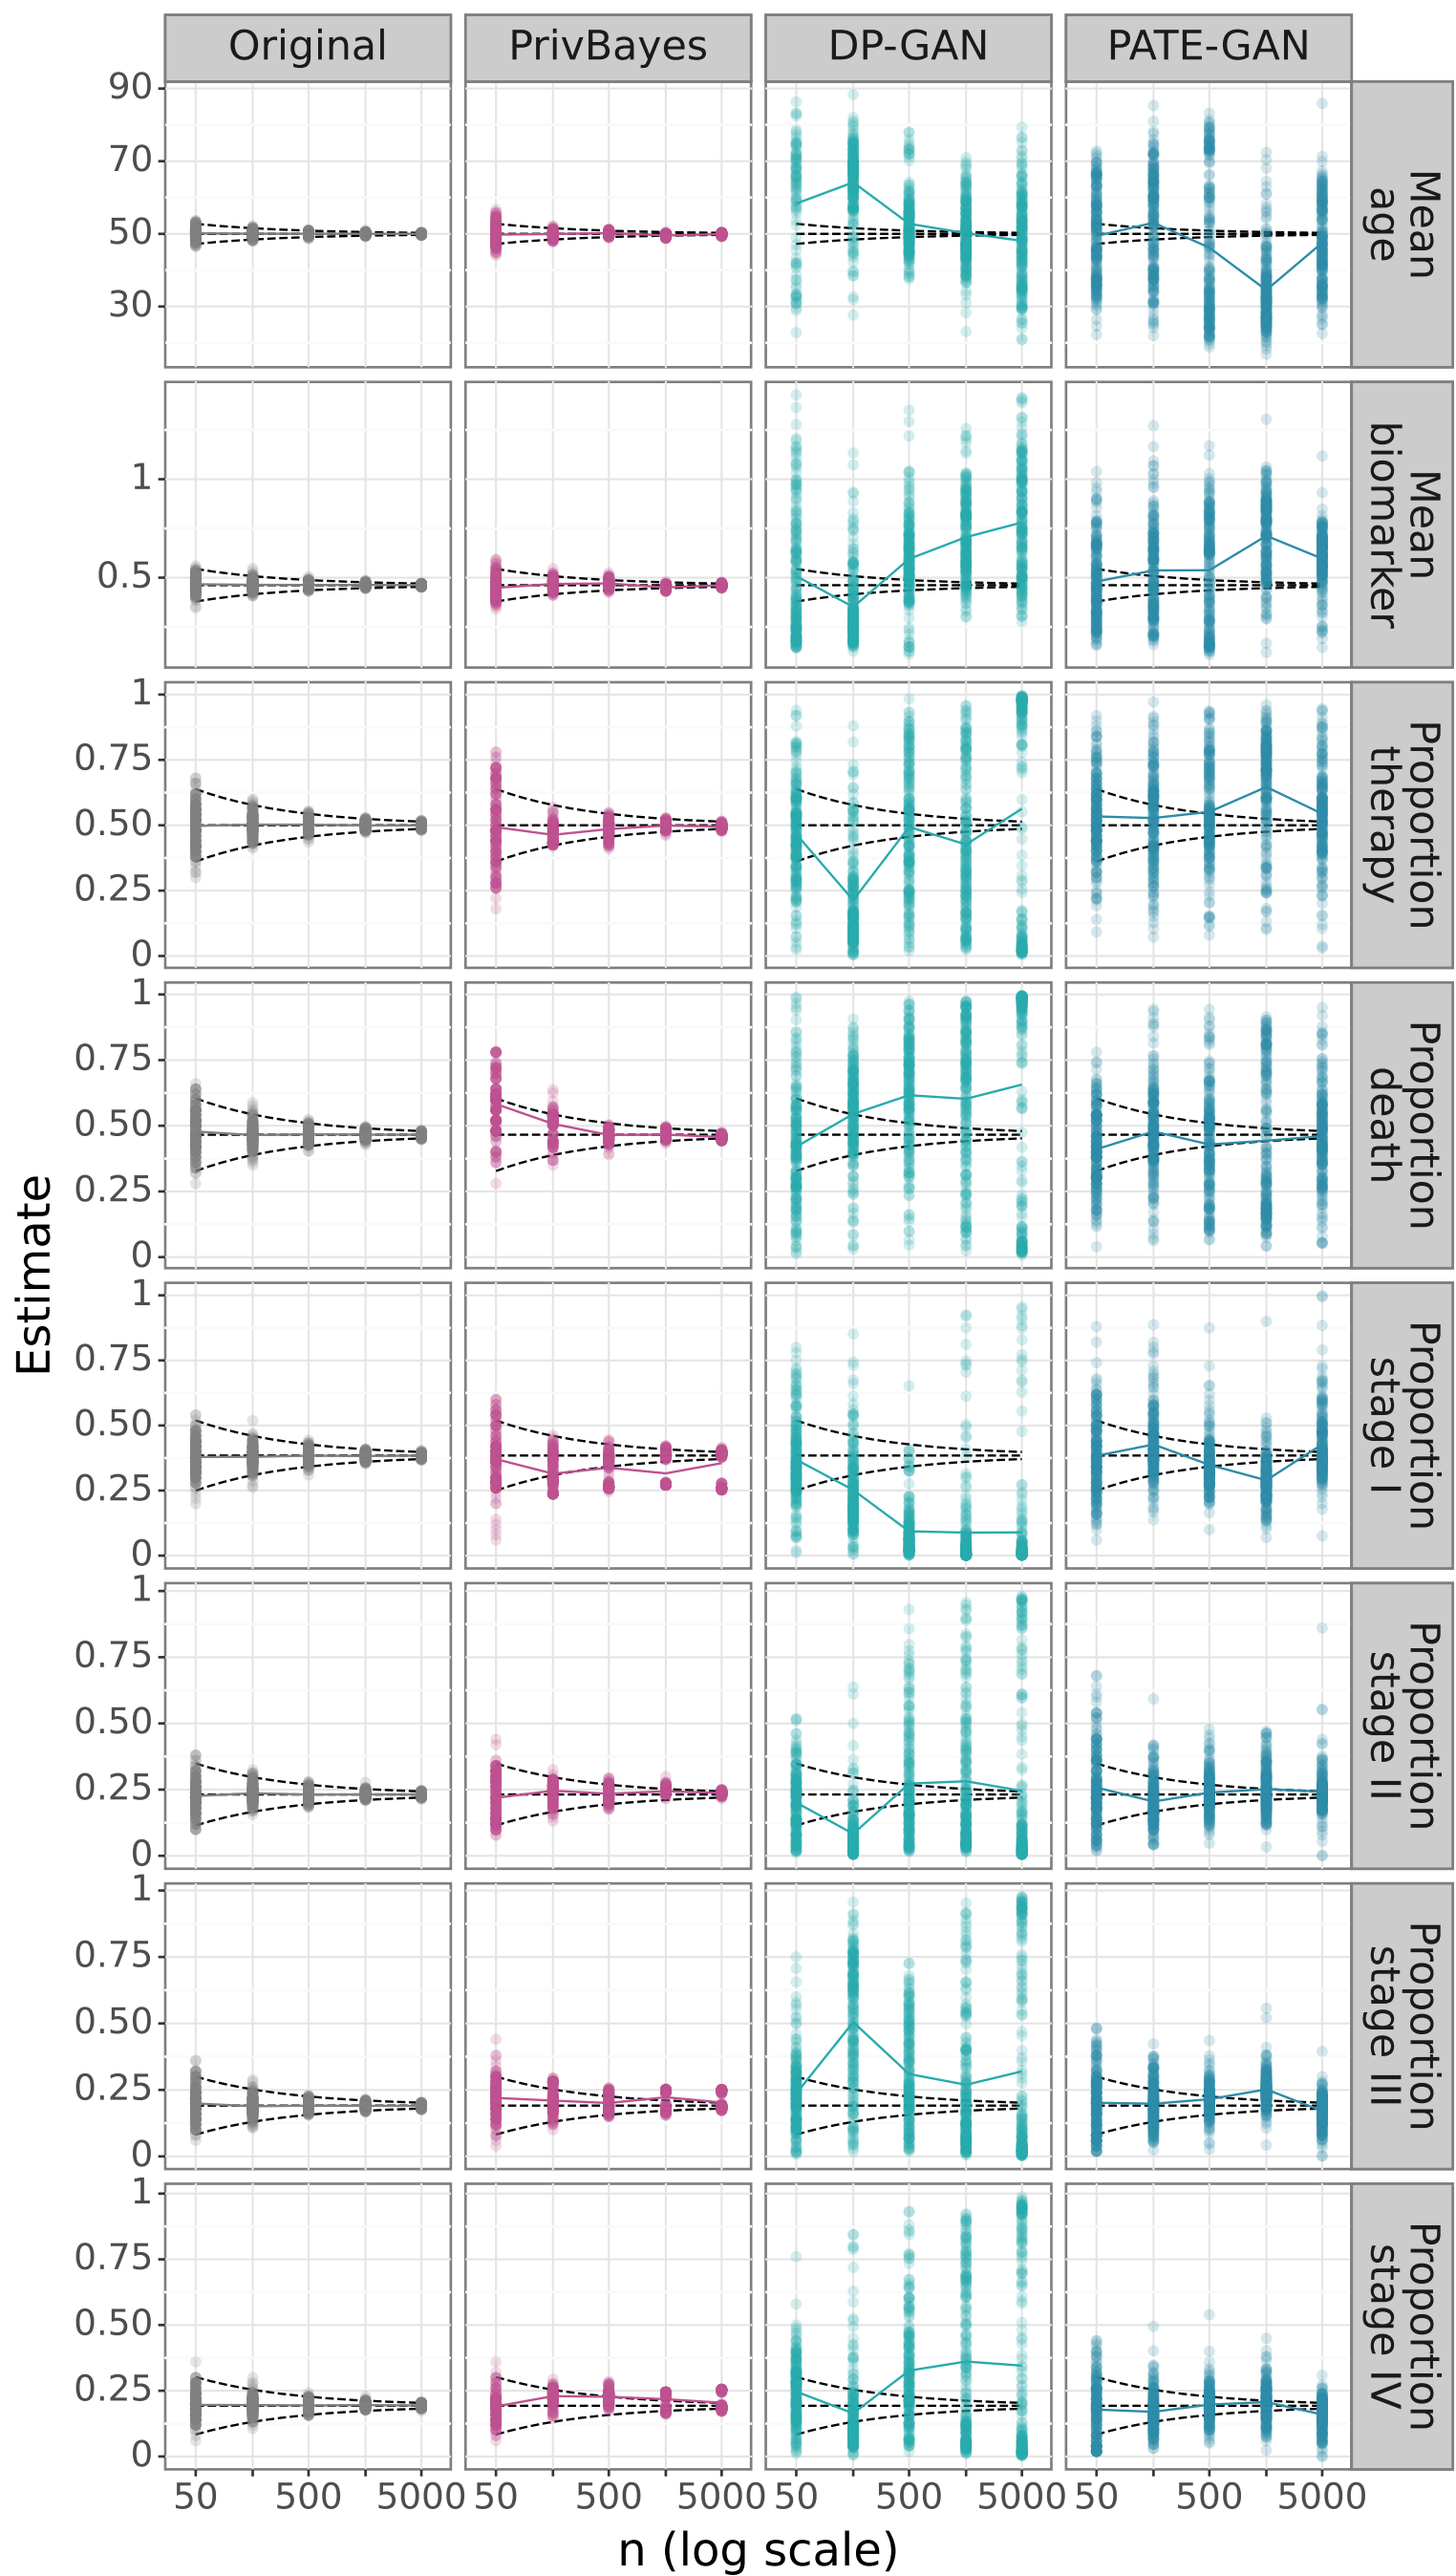 Original PrivBayes DP-GAN PATE-GAN
90
70
50
30
Mean
age
1
0.5
Mean
biomarker
1
0.75
0.50
0.25
0
Proportion
therapy
1
0.75
0.50
0.25
0
Proportion
death
1
0.75
0.50
0.25
0
Proportion
stage I
1
0.75
0.50
0.25
0
Proportion
stage II
1
0.75
0.50
0.25
0
Proportion
stage III
1
0.75
0.50
0.25
0
Proportion
stage IV
Estimate
50 500 5000 50 500 5000 50 500 5000 50 500 5000
n (log scale)